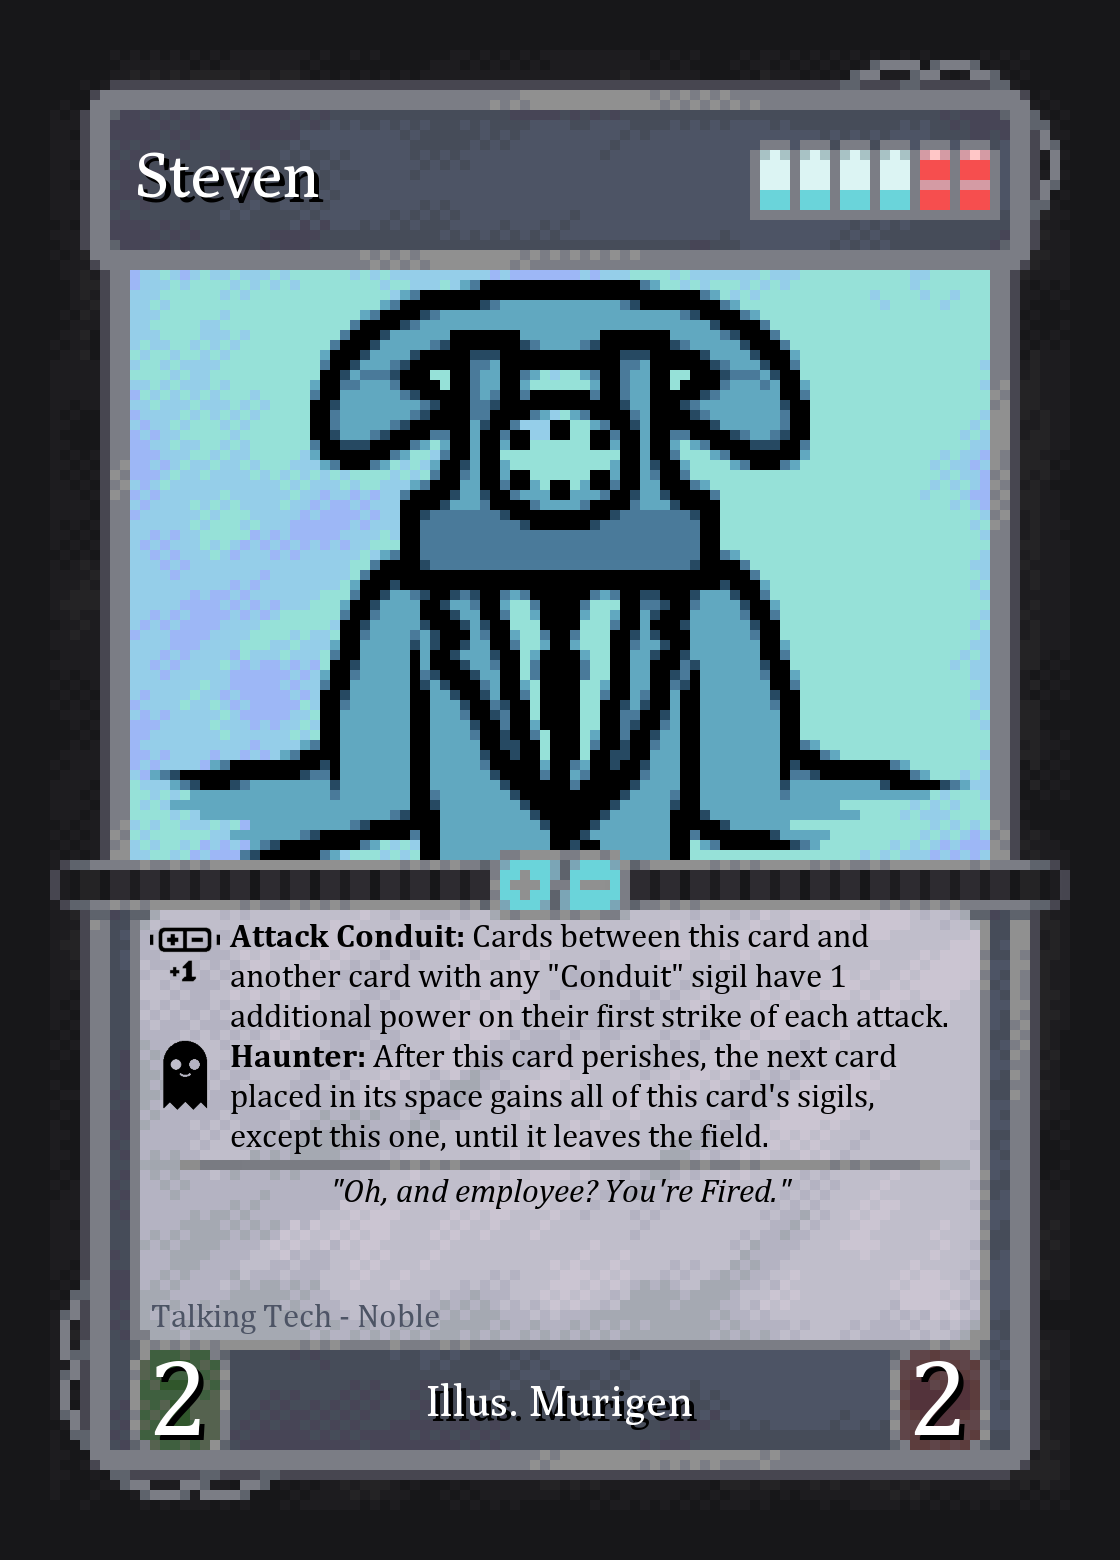 Steven
+ -
+ - Attack Conduit: Cards between this card and
+1 another card with any "Conduit" sigil have 1
additional power on their first strike of each attack.
Haunter: After this card perishes, the next card
placed in its space gains all of this card's sigils,
except this one, until it leaves the field.
"Oh, and employee? You're Fired."
Talking Tech - Noble
2 Illus. Murigen 2